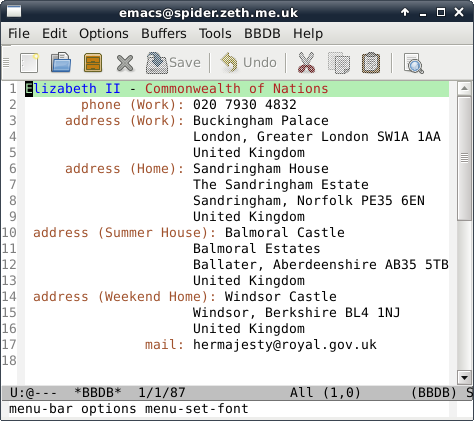 emacs@spider.zeth.me.uk
File Edit Options Buffers Tools BBDB Help
Save Undo
1 Elizabeth II - Commonwealth of Nations
2 phone (Work): 020 7930 4832
3 address (Work): Buckingham Palace
4 London, Greater London SW1A 1AA
5 United Kingdom
6 address (Home): Sandringham House
7 The Sandringham Estate
8 Sandringham, Norfolk PE35 6EN
9 United Kingdom
10 address (Summer House): Balmoral Castle
11 Balmoral Estates
12 Ballater, Aberdeenshire AB35 5TB
13 United Kingdom
14 address (Weekend Home): Windsor Castle
15 Windsor, Berkshire BL4 1NJ
16 United Kingdom
17 mail: hermajesty@royal.gov.uk
18
U:@--- *BBDB* 1/1/87 All (1,0) (BBDB) S
menu-bar options menu-set-font